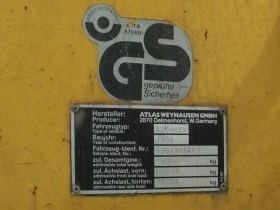 GS
geprüfte
Sicherheit
Hersteller: ATLAS WEYHAUSEN GMBH
Producer: 2870 Delmenhorst, W.Germany
Fahrzeugtyp:
Type of vehicle:
Baujahr:
Year of construction:
Fahrzeug-Ident. Nr.:
Vehicle-Ident. No.:
zul. Gesamtgew.: kg
admissible total weight:
zul. Achslast, vorn: kg
admissible front axle load:
zul. Achslast, hinten: kg
admissible rear axle load: